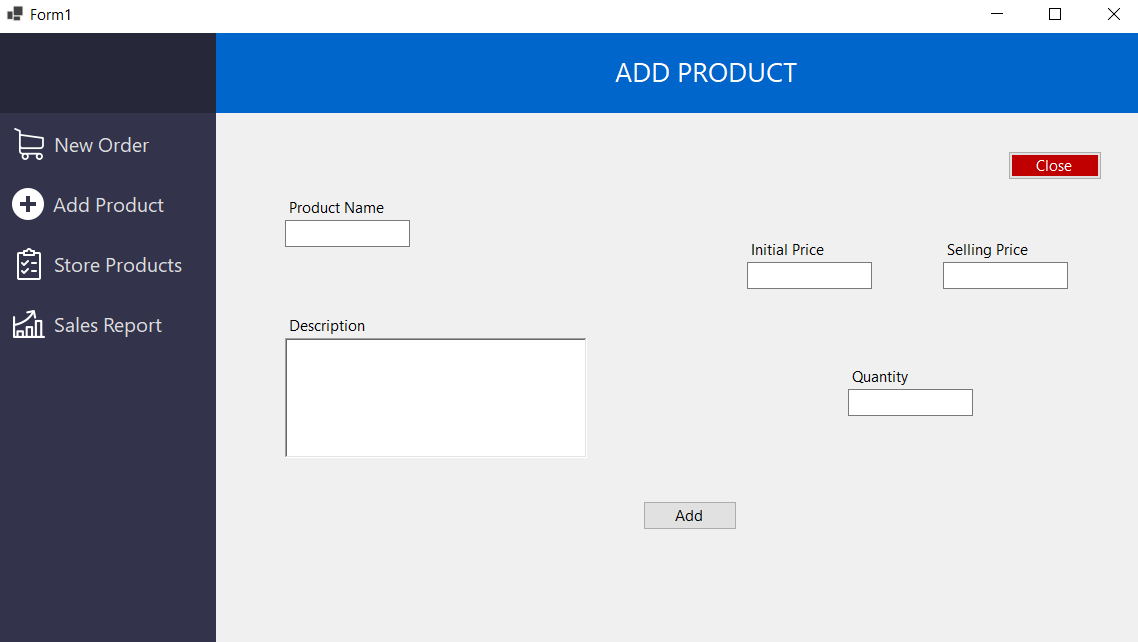 Form1
ADD PRODUCT
New Order
Add Product
Store Products
Sales Report
Close
Product Name
Initial Price
Selling Price
Description
Quantity
Add